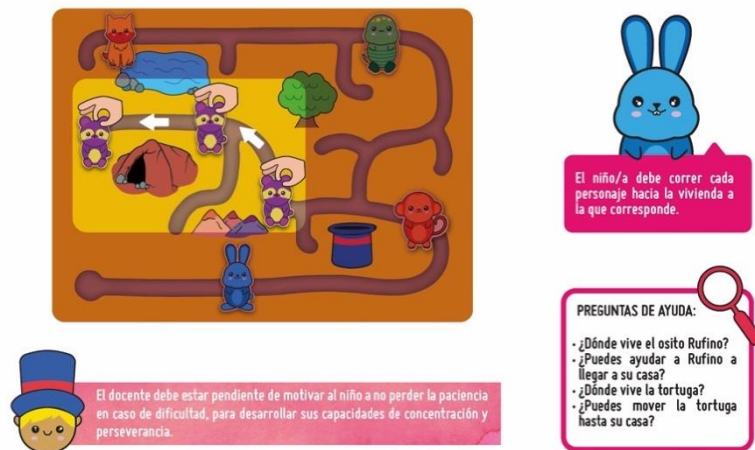 El niño/a debe correr cada
personaje hacia la vivienda a
la que corresponde.
PREGUNTAS DE AYUDA:
· ¿Dónde vive el osito Rufino?
· ¿Puedes ayudar a Rufino a
llegar a su casa?
· ¿Dónde vive la tortuga?
· ¿Puedes mover la tortuga
hasta su casa?
El docente debe estar pendiente de motivar al niño a no perder la paciencia
en caso de dificultad, para desarrollar sus capacidades de concentración y
perseverancia.